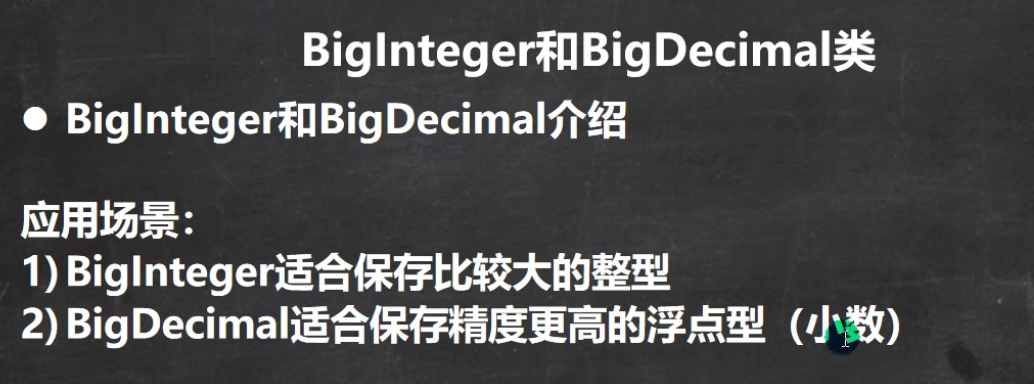 BigInteger和BigDecimal类
● BigInteger和BigDecimal介绍
应用场景：
1) BigInteger适合保存比较大的整型
2) BigDecimal适合保存精度更高的浮点型（小数）